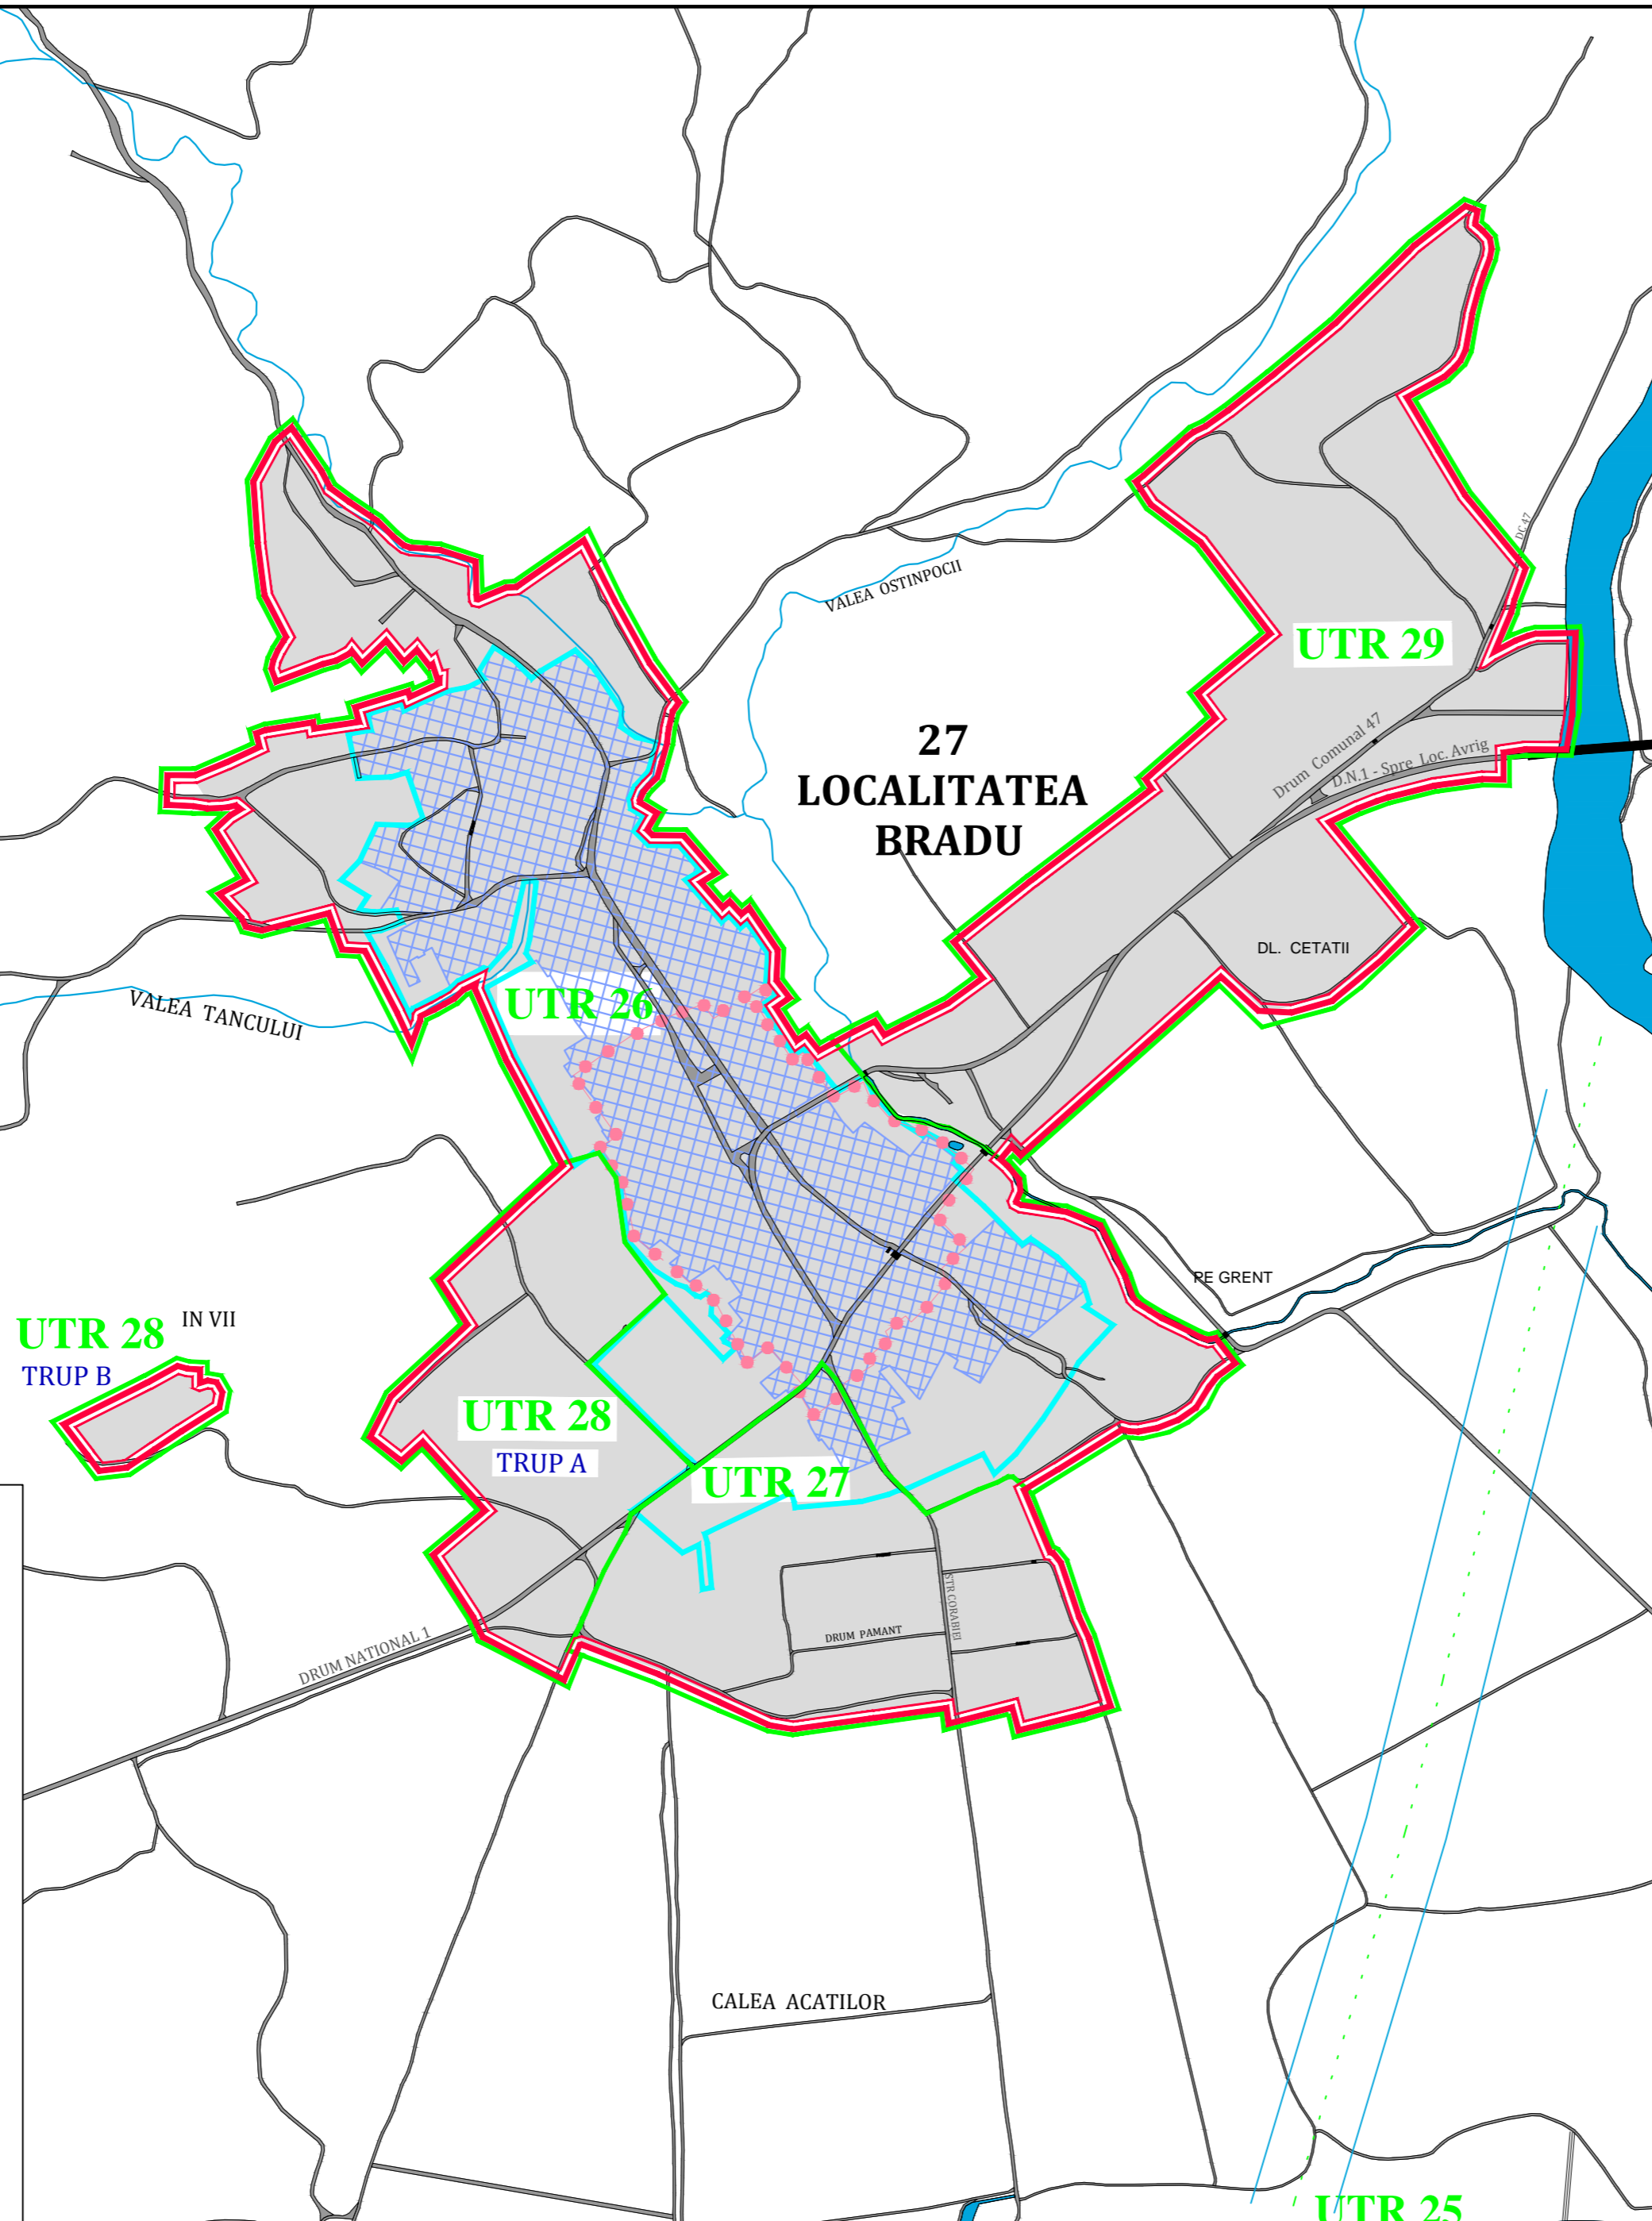 DC 47
VALEA OSTINPOCII
UTR 29
27
LOCALITATEA
BRADU
Drum Comunal 47
D.N.1 - Spre Loc. Avrig
DL. CETATII
UTR 26
VALEA TANCULUI
PE GRENT
UTR 28
IN VII
TRUP B
UTR 28
TRUP A
UTR 27
STR CORABIEI
DRUM PAMANT
DRUM NATIONAL 1
CALEA ACATILOR
UTR 25